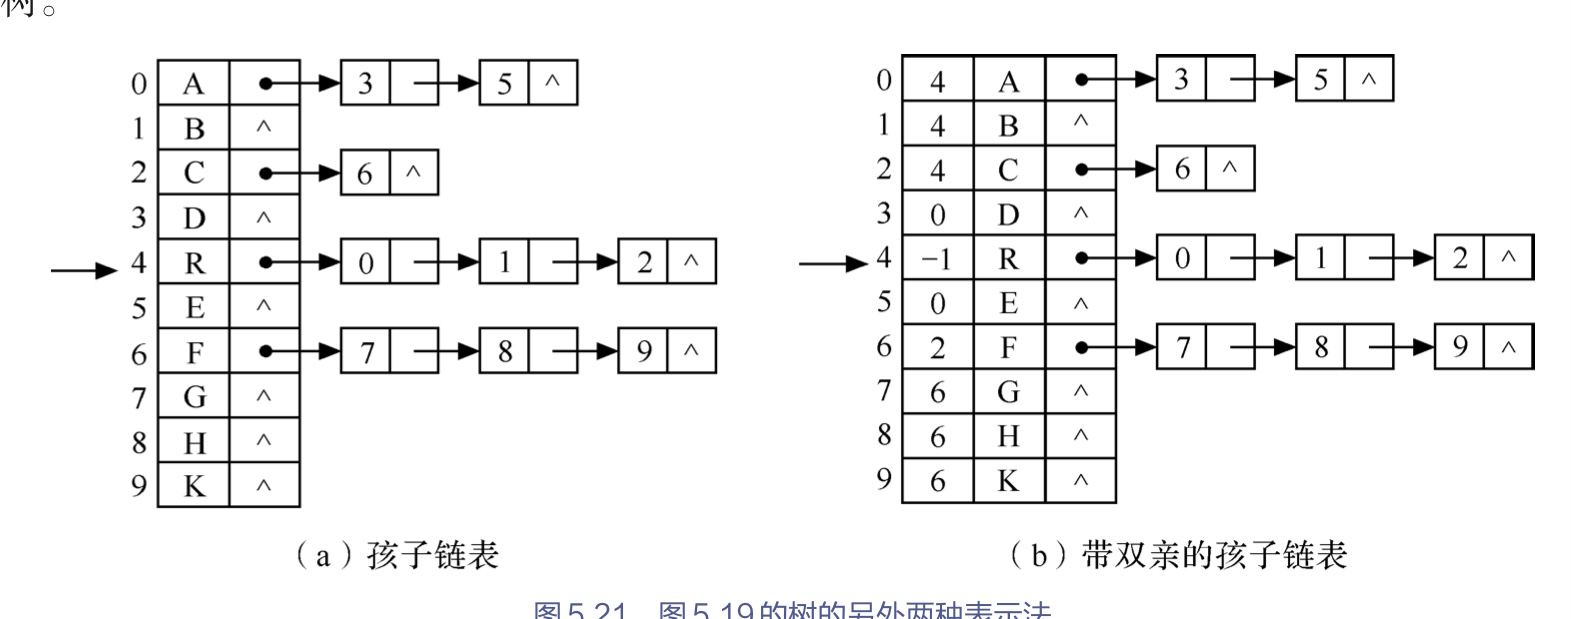 树。
0 A 3 5 ^
1 B ^
2 C 6 ^
3 D ^
4 R 0 1 2 ^
5 E ^
6 F 7 8 9 ^
7 G ^
8 H ^
9 K ^
（a）孩子链表
0 4 A 3 5 ^
1 4 B ^
2 4 C 6 ^
3 0 D ^
4 −1 R 0 1 2 ^
5 0 E ^
6 2 F 7 8 9 ^
7 6 G ^
8 6 H ^
9 6 K ^
（b）带双亲的孩子链表
图5.21 图5.19的树的另外两种表示法